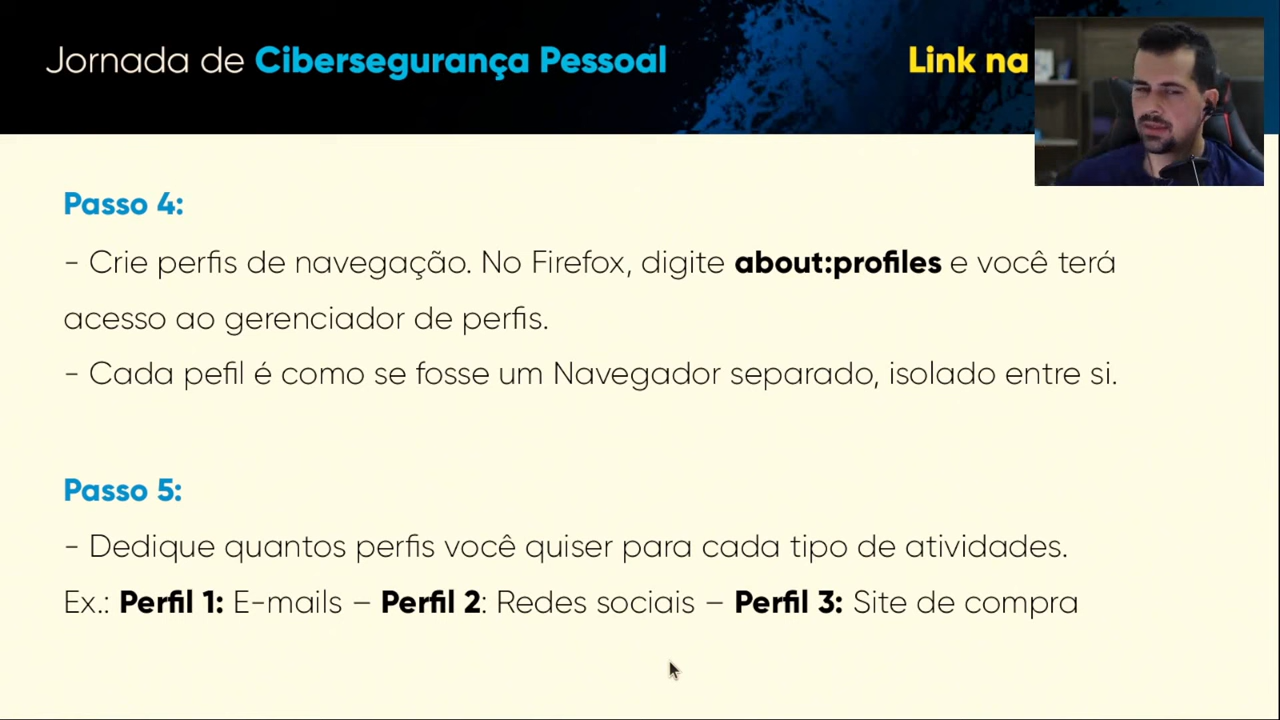 Jornada de Cibersegurança Pessoal
Link na
Passo 4:
- Crie perfis de navegação. No Firefox, digite about:profiles e você terá
acesso ao gerenciador de perfis.
- Cada pefil é como se fosse um Navegador separado, isolado entre si.
Passo 5:
- Dedique quantos perfis você quiser para cada tipo de atividades.
Ex.: Perfil 1: E-mails – Perfil 2: Redes sociais – Perfil 3: Site de compra